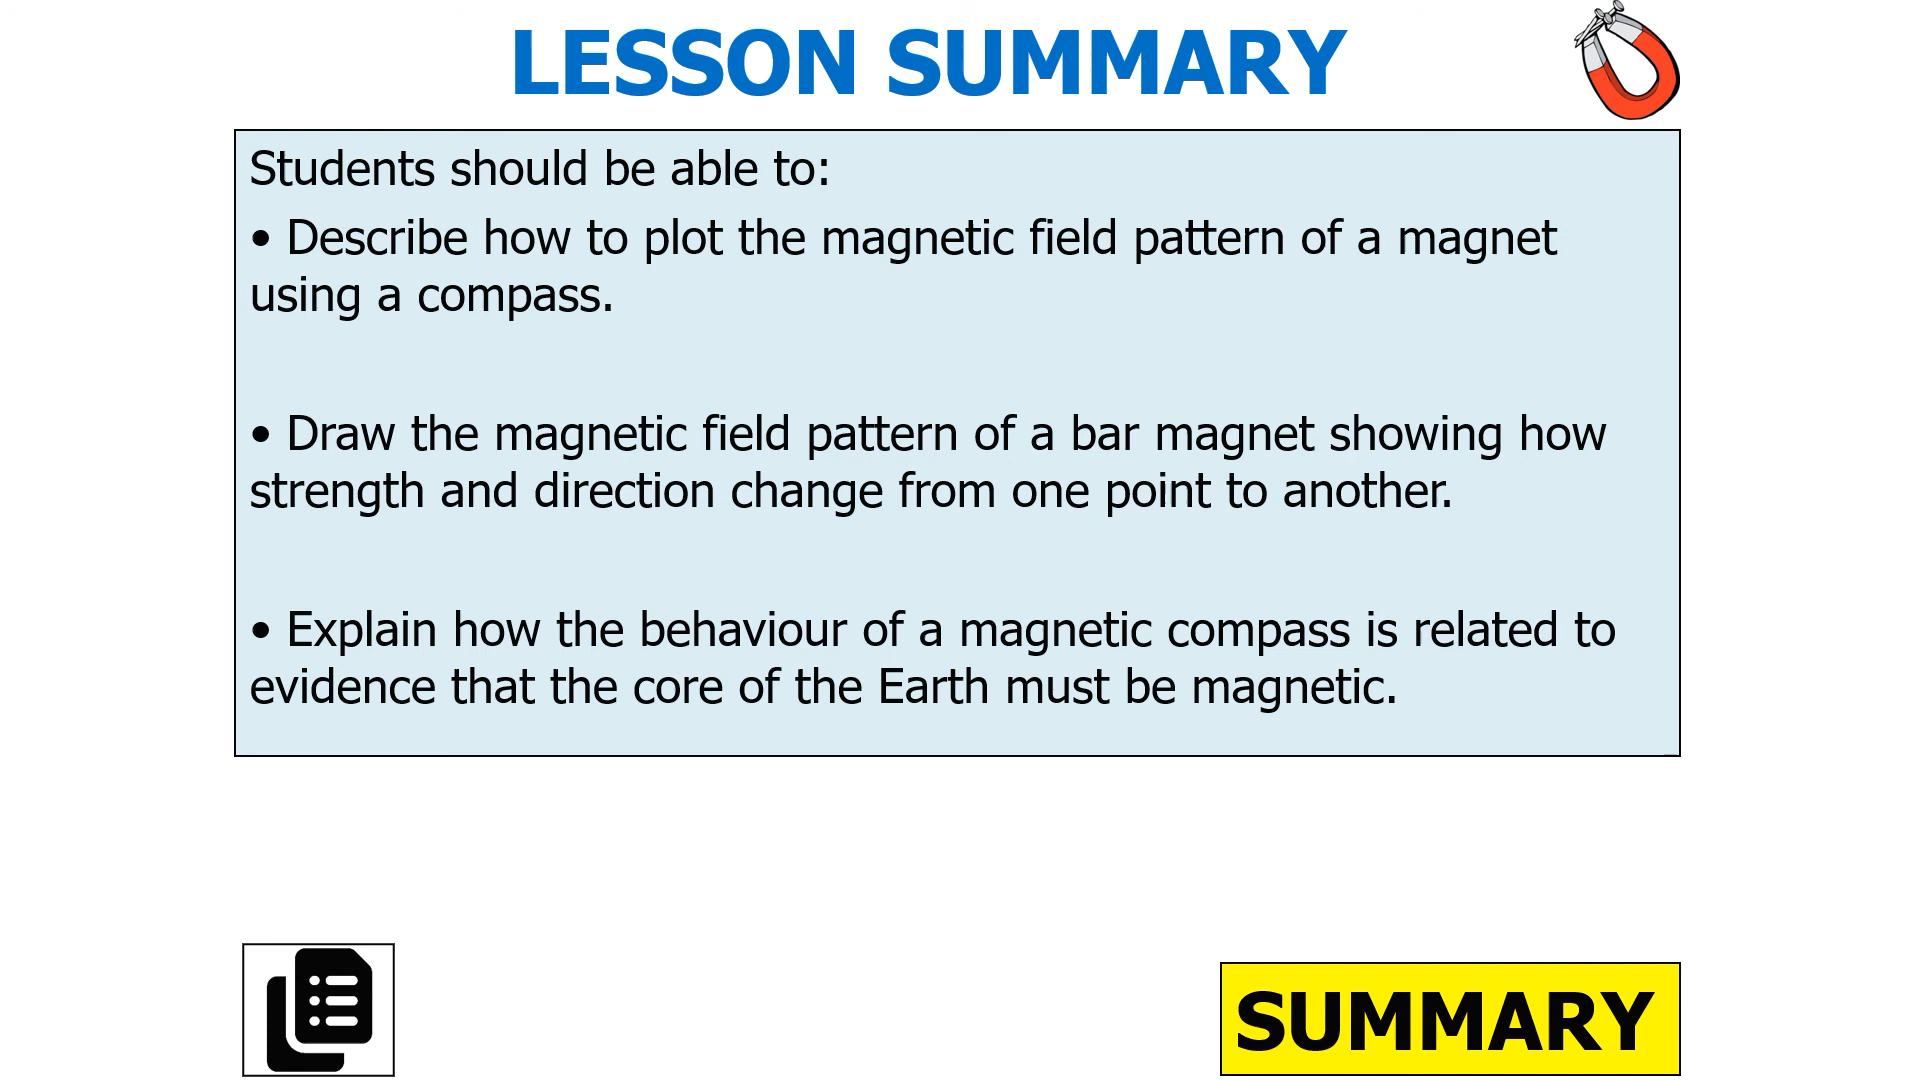 LESSON SUMMARY
Students should be able to:
• Describe how to plot the magnetic field pattern of a magnet
using a compass.
• Draw the magnetic field pattern of a bar magnet showing how
strength and direction change from one point to another.
• Explain how the behaviour of a magnetic compass is related to
evidence that the core of the Earth must be magnetic.
SUMMARY